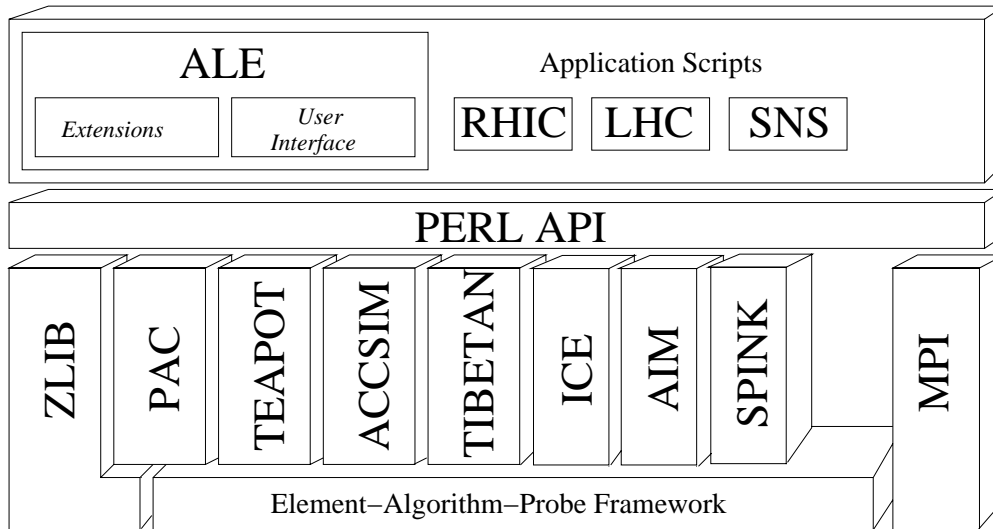 ALE
Application Scripts
Extensions
User
Interface
RHIC
LHC
SNS
PERL API
ZLIB
PAC
TEAPOT
ACCSIM
TIBETAN
ICE
AIM
SPINK
MPI
Element−Algorithm−Probe Framework